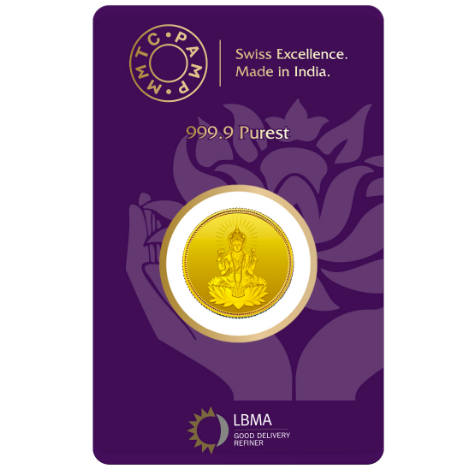 MMTC•PAMP•
Swiss Excellence.
Made in India.
999.9 Purest
LBMA
GOOD DELIVERY
REFINER